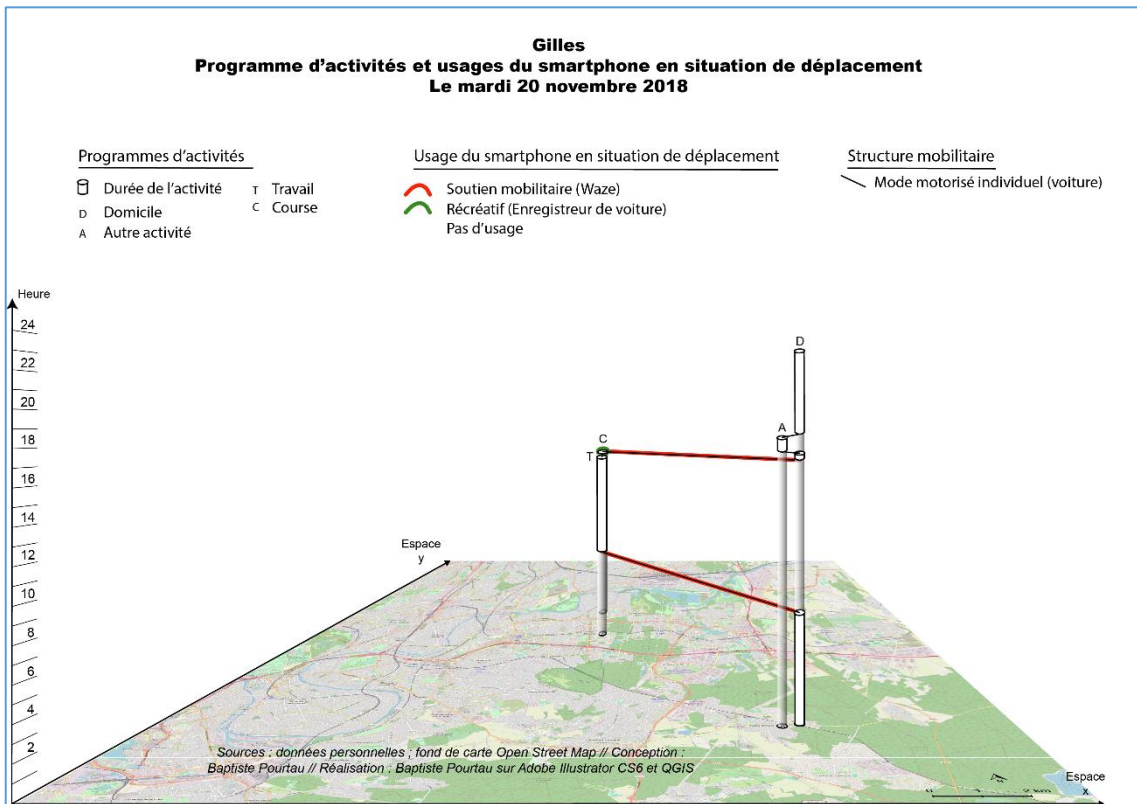 Gilles
Programme d'activités et usages du smartphone en situation de déplacement
Le mardi 20 novembre 2018
Programmes d'activités
Durée de l'activité
T Travail
D Domicile
C Course
A Autre activité
Usage du smartphone en situation de déplacement
Soutien mobilitaire (Waze)
Récréatif (Enregistreur de voiture)
Pas d'usage
Structure mobilitaire
Mode motorisé individuel (voiture)
Heure
24
22
20
18
16
14
12
10
8
6
4
2
D
A
C
T
Espace
y
Sources : données personnelles ; fond de carte Open Street Map // Conception :
Baptiste Pourtau // Réalisation : Baptiste Pourtau sur Adobe Illustrator CS6 et QGIS
0 1 2 km
Espace
x